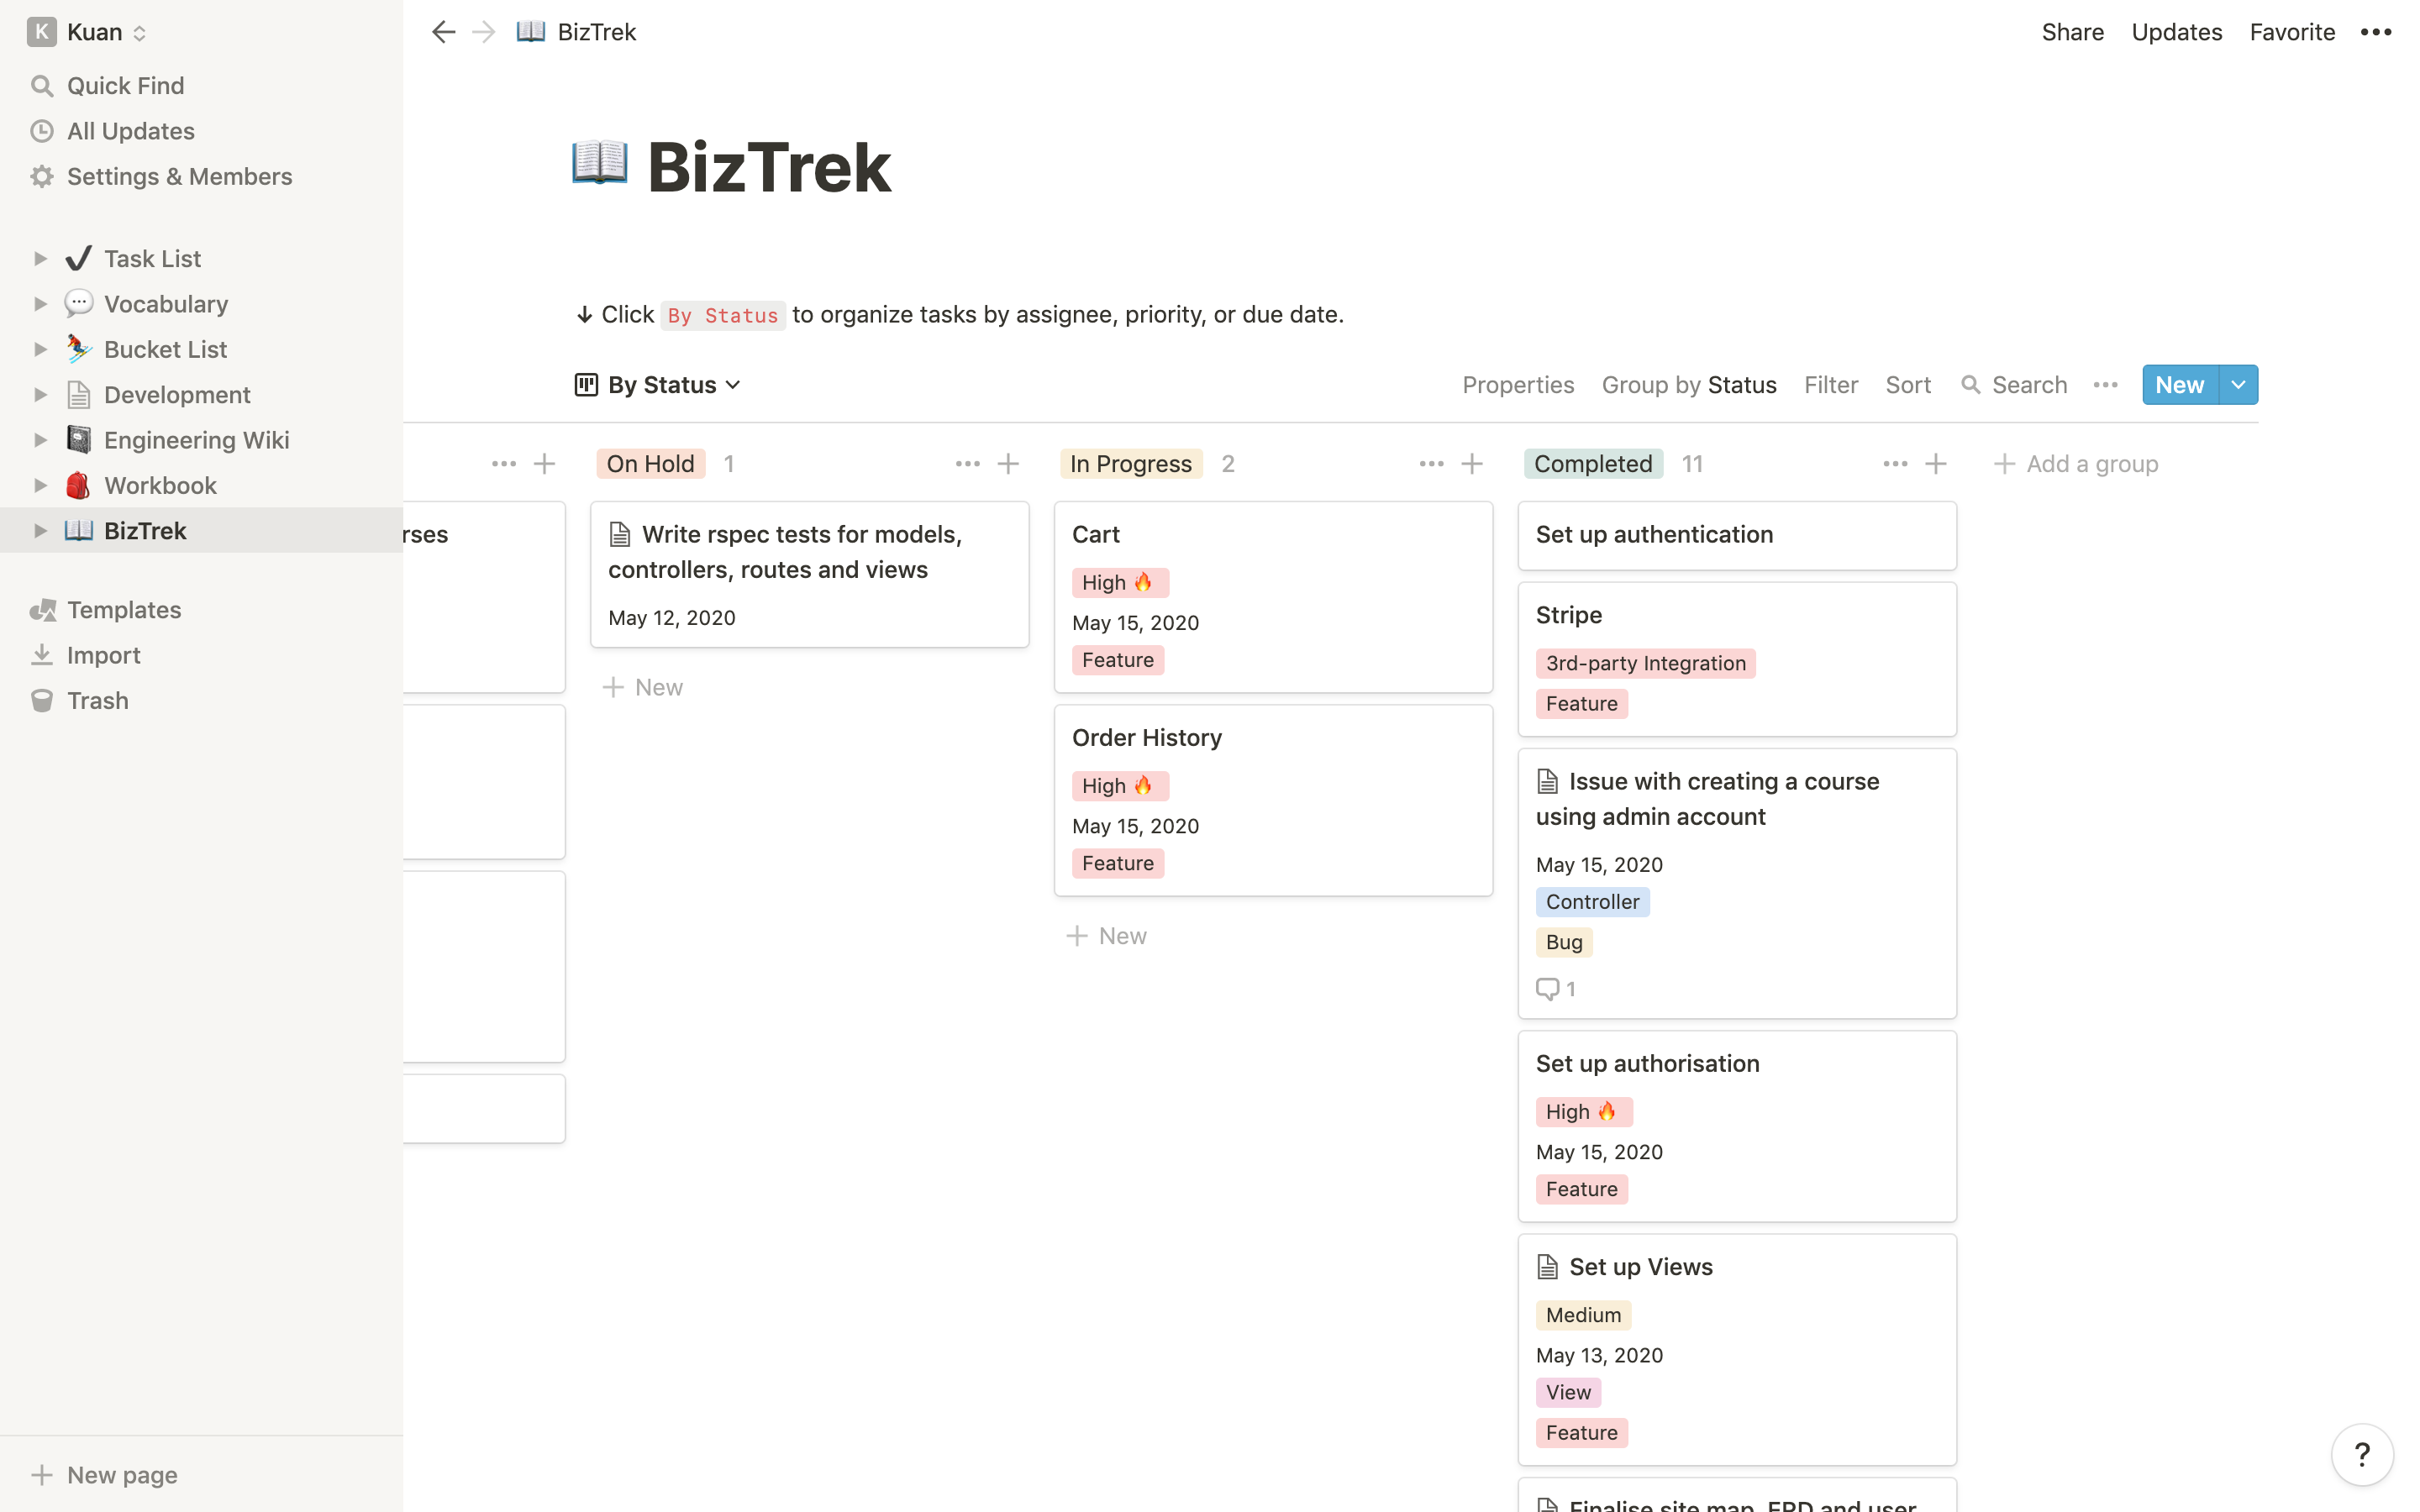 K Kuan
Quick Find
All Updates
Settings & Members
Task List
Vocabulary
Bucket List
Development
Engineering Wiki
Workbook
BizTrek
Templates
Import
Trash
New page
BizTrek
Share Updates Favorite
BizTrek
↓ Click By Status to organize tasks by assignee, priority, or due date.
By Status
Properties Group by Status Filter Sort Search New
rses
On Hold 1
Write rspec tests for models,
controllers, routes and views
May 12, 2020
New
In Progress 2
Cart
High 🔥
May 15, 2020
Feature
Order History
High 🔥
May 15, 2020
Feature
New
Completed 11
Set up authentication
Stripe
3rd-party Integration
Feature
Issue with creating a course
using admin account
May 15, 2020
Controller
Bug
1
Set up authorisation
High 🔥
May 15, 2020
Feature
Set up Views
Medium
May 13, 2020
View
Feature
Finalise site map, ERD and user
Add a group
?